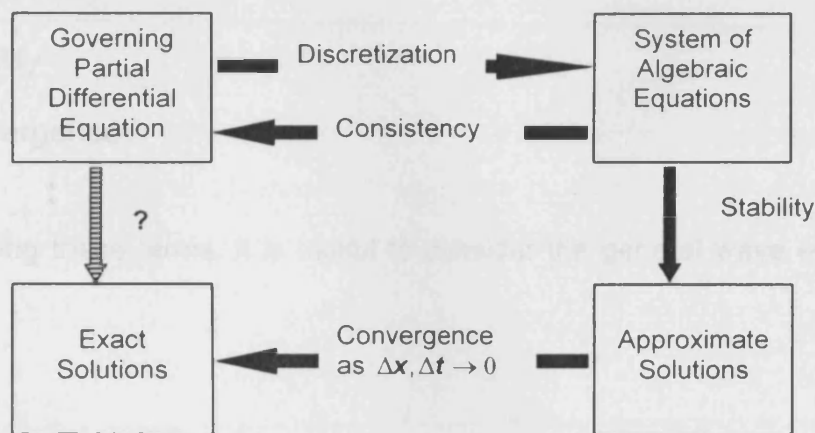 Governing
Partial
Differential
Equation
Discretization
System of
Algebraic
Equations
Consistency
?
Stability
Exact
Solutions
Convergence
as Δx, Δt → 0
Approximate
Solutions